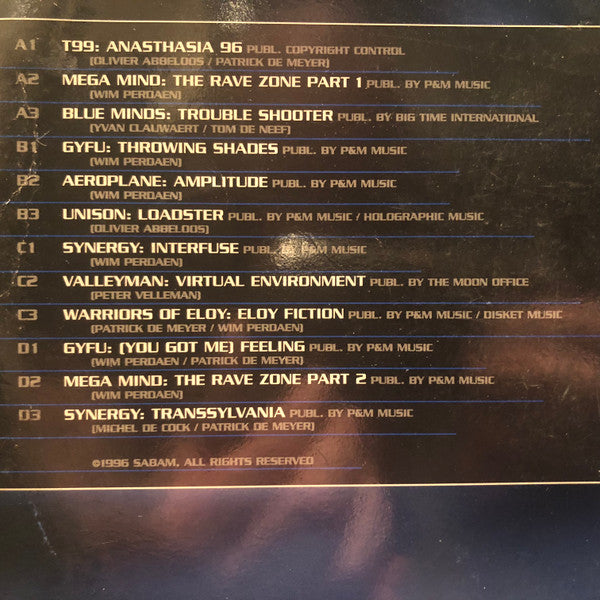 A1 T99: ANASTHASIA 96 PUBL. COPYRIGHT CONTROL
(OLIVIER ABBELOOS / PATRICK DE MEYER)
A2 MEGA MIND: THE RAVE ZONE PART 1 PUBL. BY P&M MUSIC
(WIM PERDAEN)
A3 BLUE MINDS: TROUBLE SHOOTER PUBL. BY BIG TIME INTERNATIONAL
(YVAN CLAUWAERT / TOM DE NEEF)
B1 GYFU: THROWING SHADES PUBL. BY P&M MUSIC
(WIM PERDAEN)
B2 AEROPLANE: AMPLITUDE PUBL. BY P&M MUSIC
(WIM PERDAEN)
B3 UNISON: LOADSTER PUBL. BY P&M MUSIC / HOLOGRAPHIC MUSIC
(OLIVIER ABBELOOS)
C1 SYNERGY: INTERFUSE PUBL. BY P&M MUSIC
(WIM PERDAEN)
C2 VALLEYMAN: VIRTUAL ENVIRONMENT PUBL. BY THE MOON OFFICE
(PETER VELLEMAN)
C3 WARRIORS OF ELOY: ELOY FICTION PUBL. BY P&M MUSIC / DISKET MUSIC
(PATRICK DE MEYER / WIM PERDAEN)
D1 GYFU: (YOU GOT ME) FEELING PUBL. BY P&M MUSIC
(WIM PERDAEN / PATRICK DE MEYER)
D2 MEGA MIND: THE RAVE ZONE PART 2 PUBL. BY P&M MUSIC
(WIM PERDAEN)
D3 SYNERGY: TRANSSYLVANIA PUBL. BY P&M MUSIC
(MICHEL DE COCK / PATRICK DE MEYER)
©1996 SABAM, ALL RIGHTS RESERVED